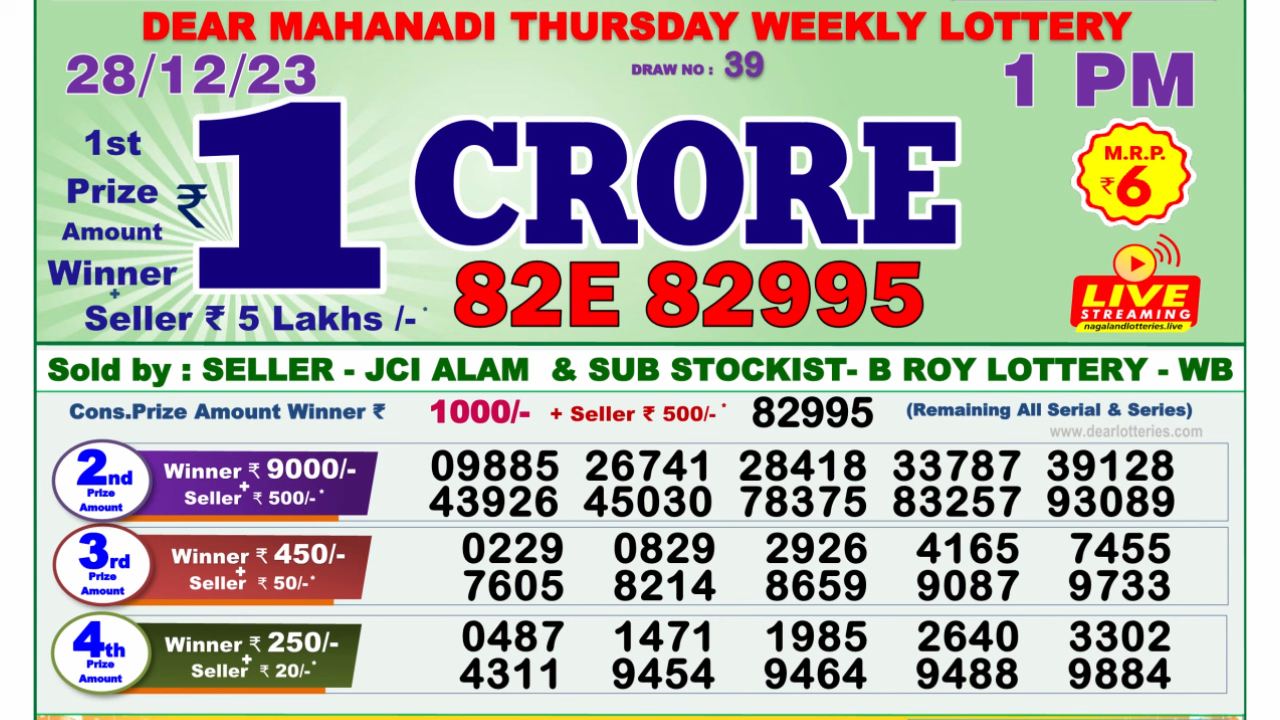 DEAR MAHANADI THURSDAY WEEKLY LOTTERY
28/12/23 DRAW NO : 39 1 PM
1st Prize Amount ₹ 1 CRORE
M.R.P. ₹6
Winner + Seller ₹ 5 Lakhs /-*
82E 82995
LIVE
STREAMING
nagalandlotteries.live
Sold by : SELLER - JCI ALAM & SUB STOCKIST- B ROY LOTTERY - WB
Cons.Prize Amount Winner ₹ 1000/- + Seller ₹ 500/-* 82995 (Remaining All Serial & Series)
www.dearlotteries.com
2nd Prize Amount Winner ₹ 9000/- + Seller ₹ 500/-*
09885 26741 28418 33787 39128
43926 45030 78375 83257 93089
3rd Prize Amount Winner ₹ 450/- + Seller ₹ 50/-*
0229 0829 2926 4165 7455
7605 8214 8659 9087 9733
4th Prize Amount Winner ₹ 250/- + Seller ₹ 20/-*
0487 1471 1985 2640 3302
4311 9454 9464 9488 9884